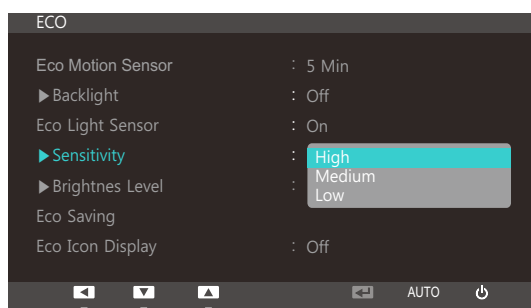 ECO
Eco Motion Sensor : 5 Min
▶Backlight : Off
Eco Light Sensor : On
▶Sensitivity : High
Medium
▶Brightnes Level :
Low
Eco Saving
Eco Icon Display : Off
AUTO